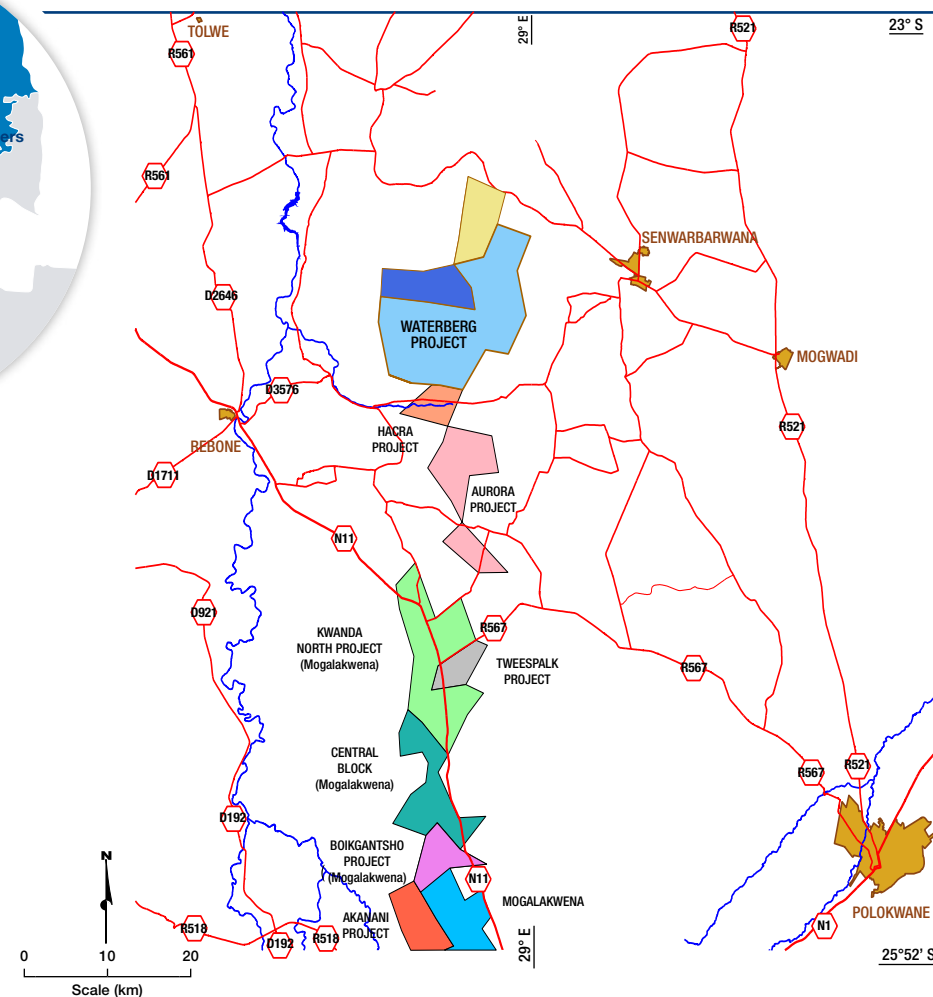 TOLWE
R561
29° E
R521
23° S
ers
R561
SENWARBARWANA
D2646
WATERBERG
PROJECT
MOGWADI
D3576
HACRA
PROJECT
REBONE
R521
D1711
AURORA
PROJECT
N11
D921
KWANDA
NORTH PROJECT
(Mogalakwena)
R567
TWEESPALK
PROJECT
R567
CENTRAL
BLOCK
(Mogalakwena)
R567
R521
D192
BOIKGANTSHO
PROJECT
(Mogalakwena)
N11
MOGALAKWENA
N
AKANANI
PROJECT
POLOKWANE
R518
D192
R518
N1
29° E
25°52' S
0 10 20
Scale (km)